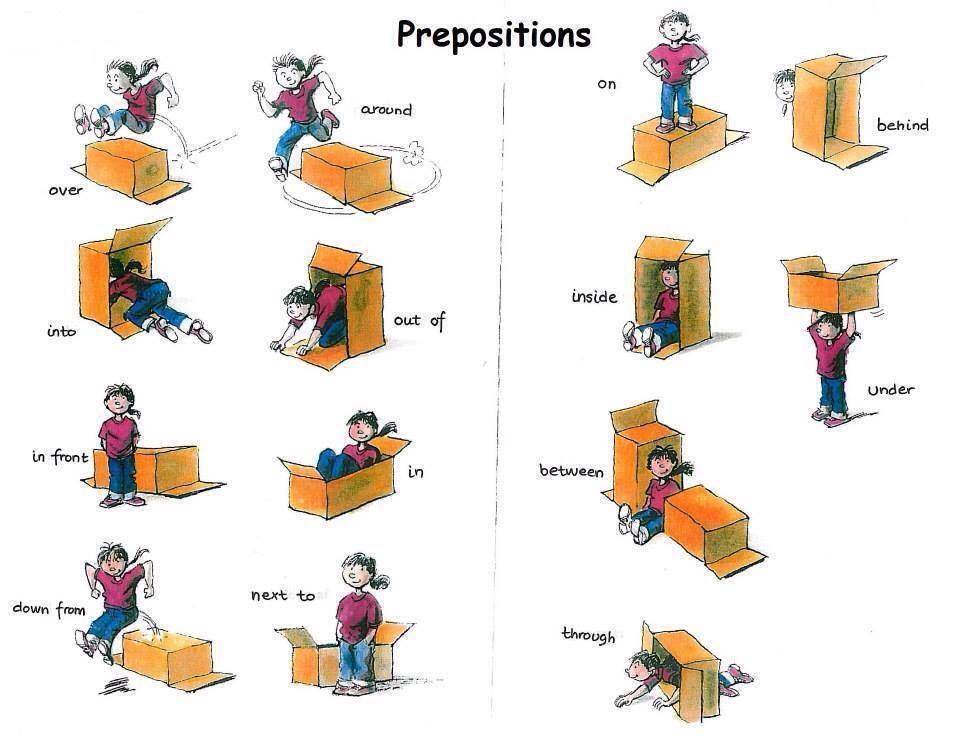 Prepositions
over
around
into
out of
in front
in
down from
next to
on
behind
inside
under
between
through